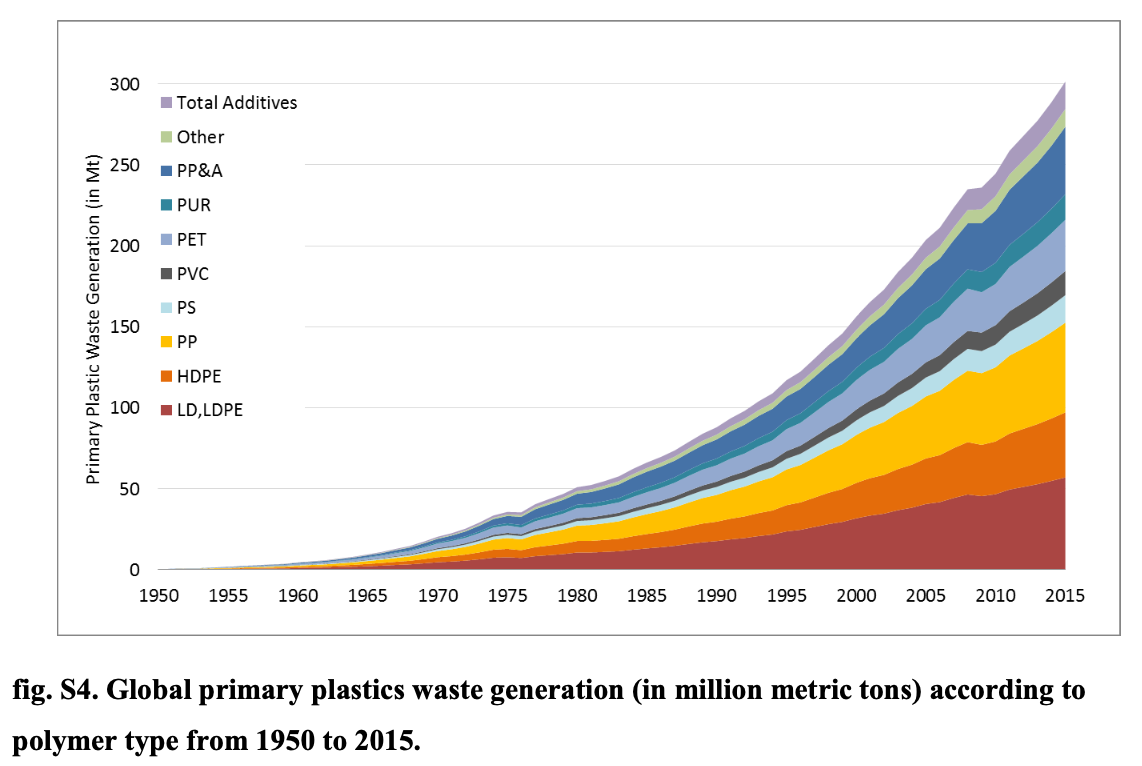 Primary Plastic Waste Generation (in Mt)
300
250
200
150
100
50
0
Total Additives
Other
PP&A
PUR
PET
PVC
PS
PP
HDPE
LD,LDPE
1950 1955 1960 1965 1970 1975 1980 1985 1990 1995 2000 2005 2010 2015
fig. S4. Global primary plastics waste generation (in million metric tons) according to
polymer type from 1950 to 2015.